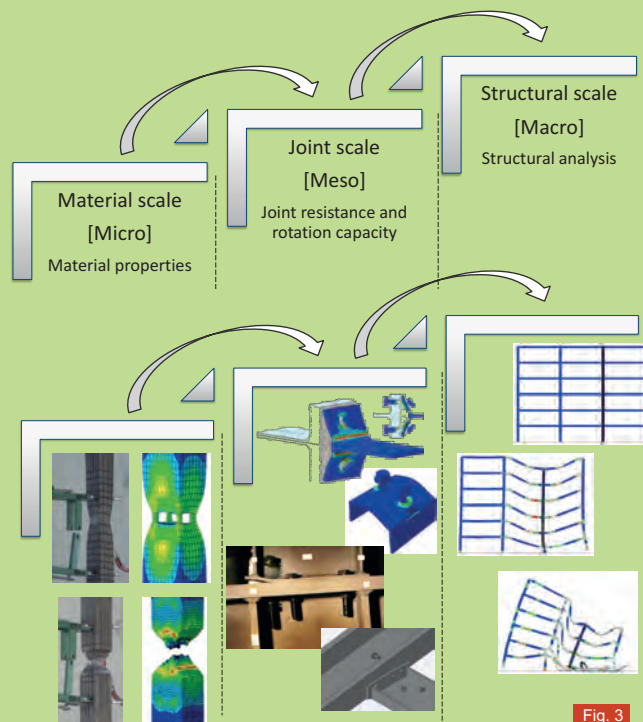 Structural scale
[Macro]
Structural analysis
Joint scale
[Meso]
Joint resistance and
rotation capacity
Material scale
[Micro]
Material properties
Fig. 3